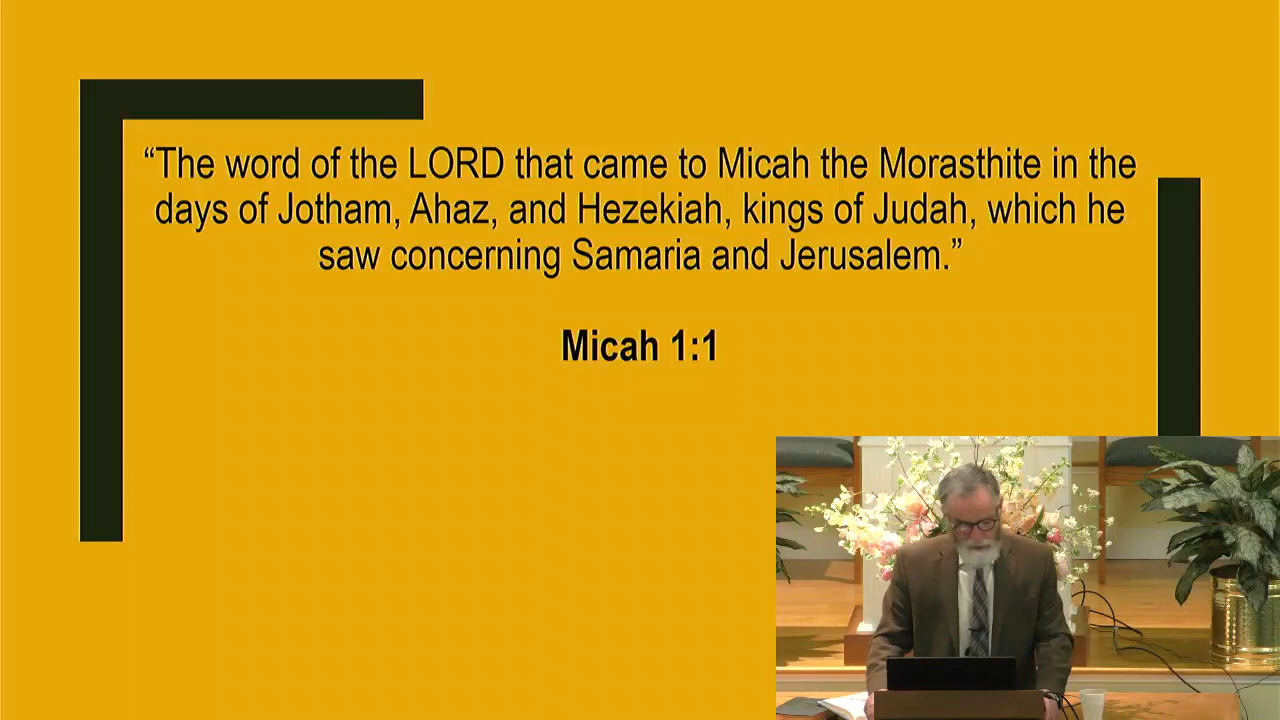 “The word of the LORD that came to Micah the Morasthite in the
days of Jotham, Ahaz, and Hezekiah, kings of Judah, which he
saw concerning Samaria and Jerusalem.”
Micah 1:1